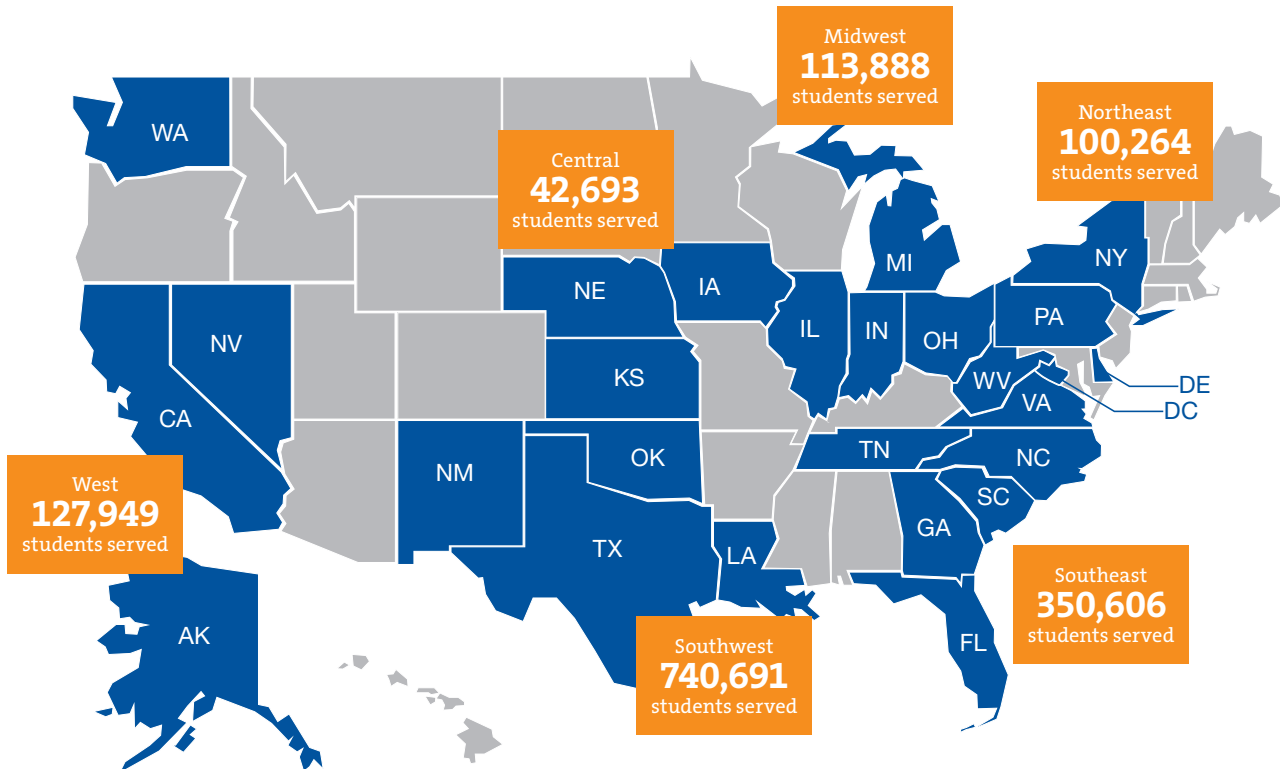 Midwest
113,888
students served
Northeast
100,264
students served
WA
Central
42,693
students served
MI
NY
NE
IA
PA
NV
IL
IN
OH
KS
WV
DE
CA
VA
DC
TN
OK
NC
NM
SC
West
127,949
students served
GA
TX
LA
Southeast
350,606
students served
AK
FL
Southwest
740,691
students served